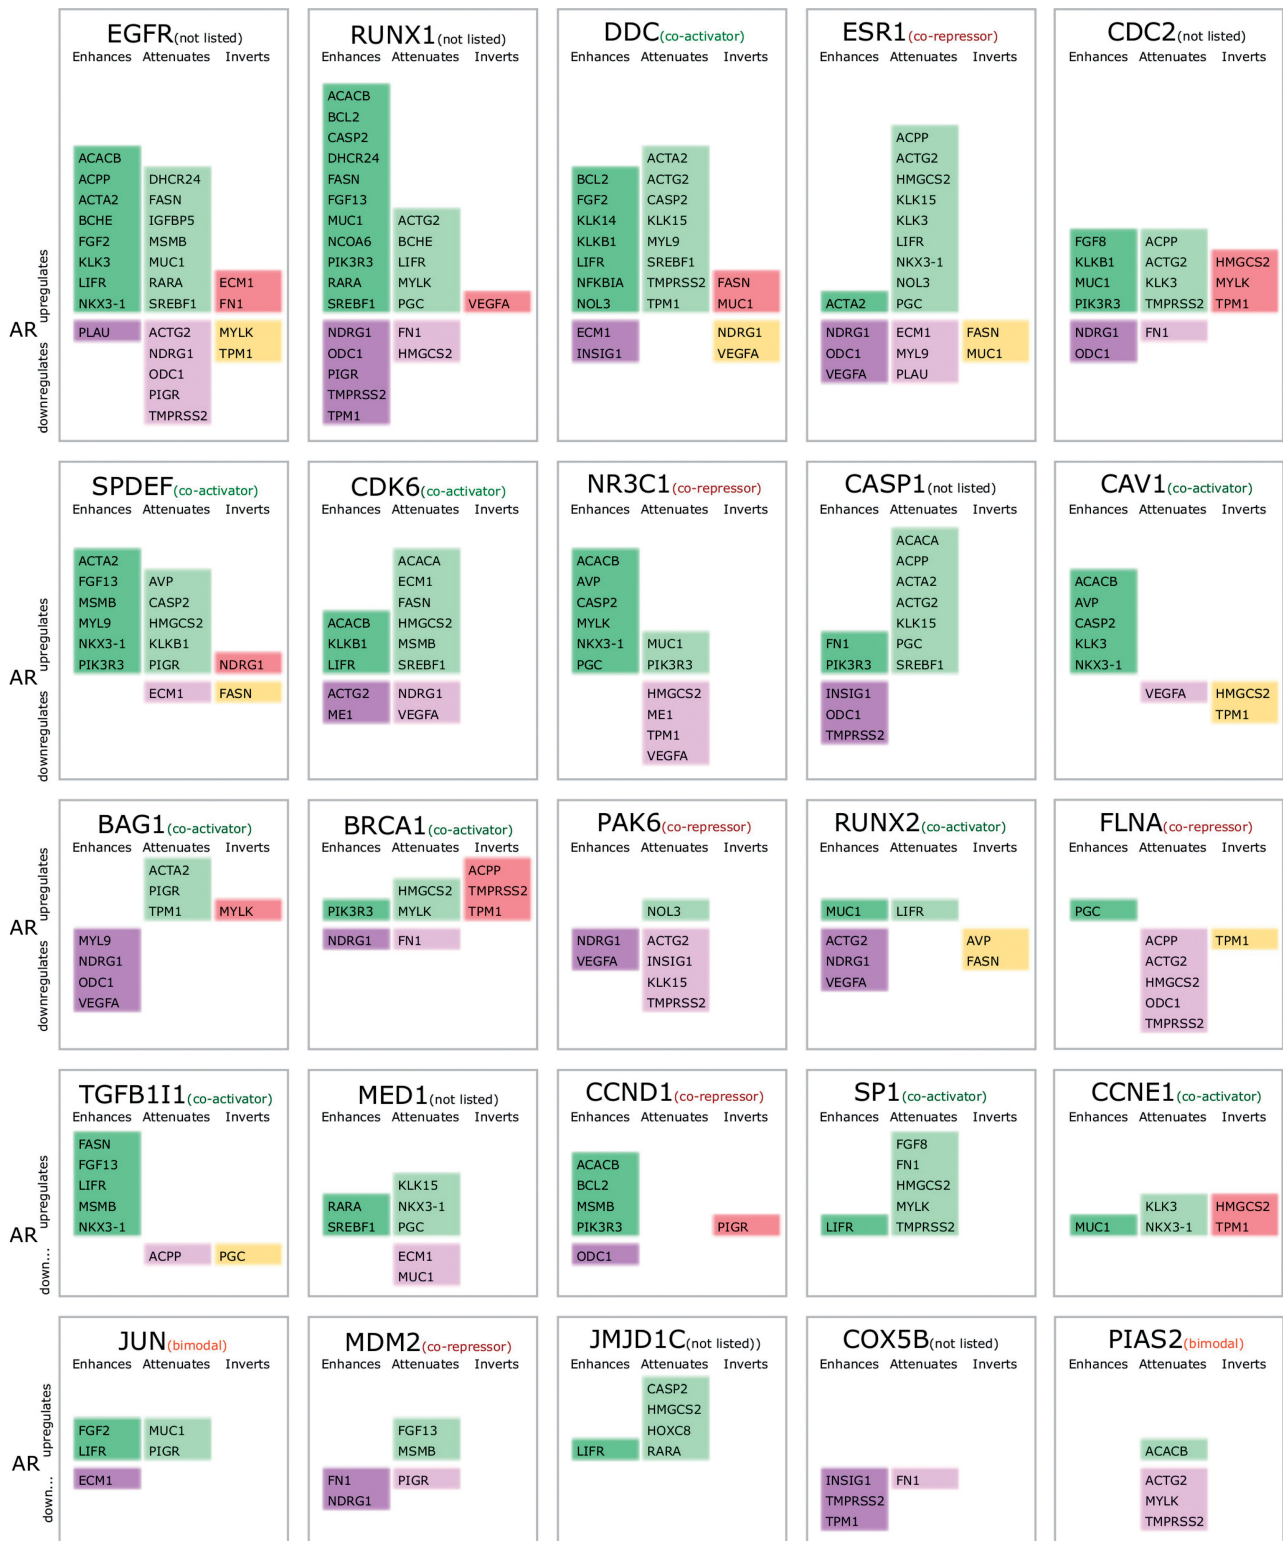 EGFR(not listed)
Enhances Attenuates Inverts
ACACB
ACPP
ACTA2
BCHE
FGF2
KLK3
LIFR
NKX3-1
DHCR24
FASN
IGFBP5
MSMB
MUC1
RARA
SREBF1
ECM1
FN1
PLAU
ACTG2
NDRG1
ODC1
PIGR
TMPRSS2
MYLK
TPM1
RUNX1(not listed)
Enhances Attenuates Inverts
ACACB
BCL2
CASP2
DHCR24
FASN
FGF13
MUC1
NCOA6
PIK3R3
RARA
SREBF1
ACTG2
BCHE
LIFR
MYLK
PGC
VEGFA
NDRG1
ODC1
PIGR
TMPRSS2
TPM1
FN1
HMGCS2
DDC(co-activator)
Enhances Attenuates Inverts
BCL2
FGF2
KLK14
KLKB1
LIFR
NFKBIA
NOL3
ACTA2
ACTG2
CASP2
KLK15
MYL9
SREBF1
TMPRSS2
TPM1
FASN
MUC1
ECM1
INSIG1
NDRG1
VEGFA
ESR1(co-repressor)
Enhances Attenuates Inverts
ACTA2
ACPP
ACTG2
HMGCS2
KLK15
KLK3
LIFR
NKX3-1
NOL3
PGC
NDRG1
ODC1
VEGFA
ECM1
MYL9
PLAU
FASN
MUC1
CDC2(not listed)
Enhances Attenuates Inverts
FGF8
KLKB1
MUC1
PIK3R3
ACPP
ACTG2
KLK3
TMPRSS2
HMGCS2
MYLK
TPM1
NDRG1
ODC1
FN1
AR
upregulates
downregulates
SPDEF(co-activator)
Enhances Attenuates Inverts
ACTA2
FGF13
MSMB
MYL9
NKX3-1
PIK3R3
AVP
CASP2
HMGCS2
KLKB1
PIGR
NDRG1
ECM1
FASN
CDK6(co-activator)
Enhances Attenuates Inverts
ACACB
KLKB1
LIFR
ACACA
ECM1
FASN
HMGCS2
MSMB
SREBF1
ACTG2
ME1
NDRG1
VEGFA
NR3C1(co-repressor)
Enhances Attenuates Inverts
ACACB
AVP
CASP2
MYLK
NKX3-1
PGC
MUC1
PIK3R3
HMGCS2
ME1
TPM1
VEGFA
CASP1(not listed)
Enhances Attenuates Inverts
FN1
PIK3R3
ACACA
ACPP
ACTA2
ACTG2
KLK15
PGC
SREBF1
INSIG1
ODC1
TMPRSS2
CAV1(co-activator)
Enhances Attenuates Inverts
ACACB
AVP
CASP2
KLK3
NKX3-1
VEGFA
HMGCS2
TPM1
AR
upregulates
downregulates
BAG1(co-activator)
Enhances Attenuates Inverts
ACTA2
PIGR
TPM1
MYLK
MYL9
NDRG1
ODC1
VEGFA
BRCA1(co-activator)
Enhances Attenuates Inverts
PIK3R3
HMGCS2
MYLK
ACPP
TMPRSS2
TPM1
NDRG1
FN1
PAK6(co-repressor)
Enhances Attenuates Inverts
NOL3
NDRG1
VEGFA
ACTG2
INSIG1
KLK15
TMPRSS2
RUNX2(co-activator)
Enhances Attenuates Inverts
MUC1
LIFR
ACTG2
NDRG1
VEGFA
AVP
FASN
FLNA(co-repressor)
Enhances Attenuates Inverts
PGC
ACPP
ACTG2
HMGCS2
ODC1
TMPRSS2
TPM1
AR
upregulates
downregulates
TGFB1I1(co-activator)
Enhances Attenuates Inverts
FASN
FGF13
LIFR
MSMB
NKX3-1
ACPP
PGC
MED1(not listed)
Enhances Attenuates Inverts
RARA
SREBF1
KLK15
NKX3-1
PGC
ECM1
MUC1
CCND1(co-repressor)
Enhances Attenuates Inverts
ACACB
BCL2
MSMB
PIK3R3
PIGR
ODC1
SP1(co-activator)
Enhances Attenuates Inverts
LIFR
FGF8
FN1
HMGCS2
MYLK
TMPRSS2
CCNE1(co-activator)
Enhances Attenuates Inverts
MUC1
KLK3
NKX3-1
HMGCS2
TPM1
AR
upregulates
down...
JUN(bimodal)
Enhances Attenuates Inverts
FGF2
LIFR
MUC1
PIGR
ECM1
MDM2(co-repressor)
Enhances Attenuates Inverts
FGF13
MSMB
FN1
NDRG1
PIGR
JMJD1C(not listed))
Enhances Attenuates Inverts
LIFR
CASP2
HMGCS2
HOXC8
RARA
COX5B(not listed)
Enhances Attenuates Inverts
INSIG1
TMPRSS2
TPM1
FN1
PIAS2(bimodal)
Enhances Attenuates Inverts
ACACB
ACTG2
MYLK
TMPRSS2
AR
upregulates
down...